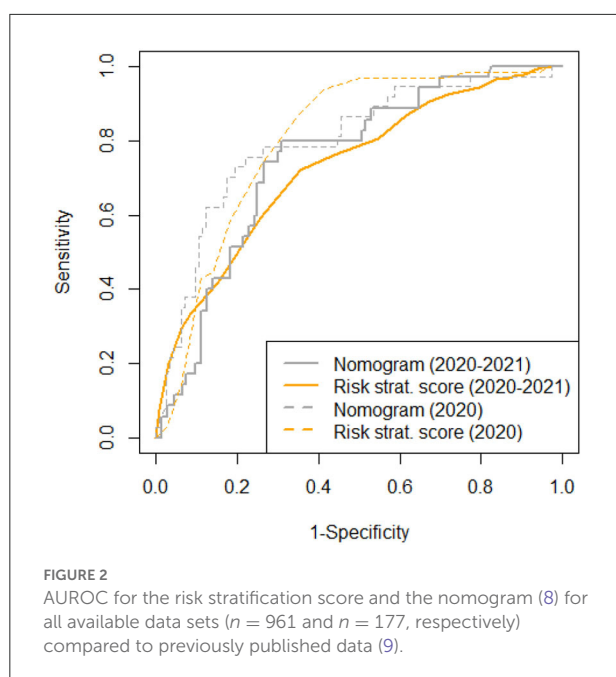 1.0
0.8
0.6
0.4
0.2
0.0
Sensitivity
Nomogram (2020-2021)
Risk strat. score (2020-2021)
Nomogram (2020)
Risk strat. score (2020)
0.0 0.2 0.4 0.6 0.8 1.0
1-Specificity
FIGURE 2
AUROC for the risk stratification score and the nomogram (8) for
all available data sets (n = 961 and n = 177, respectively)
compared to previously published data (9).